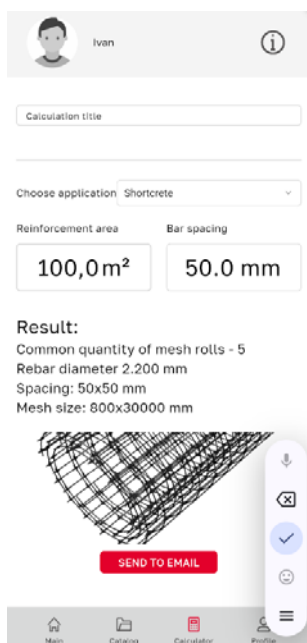 Ivan
Calculation title
Choose application Shortcrete
Reinforcement area Bar spacing
100,0 m² 50.0 mm
Result:
Common quantity of mesh rolls - 5
Rebar diameter 2.200 mm
Spacing: 50x50 mm
Mesh size: 800x30000 mm
SEND TO EMAIL
Main Catalog Calculator Profile